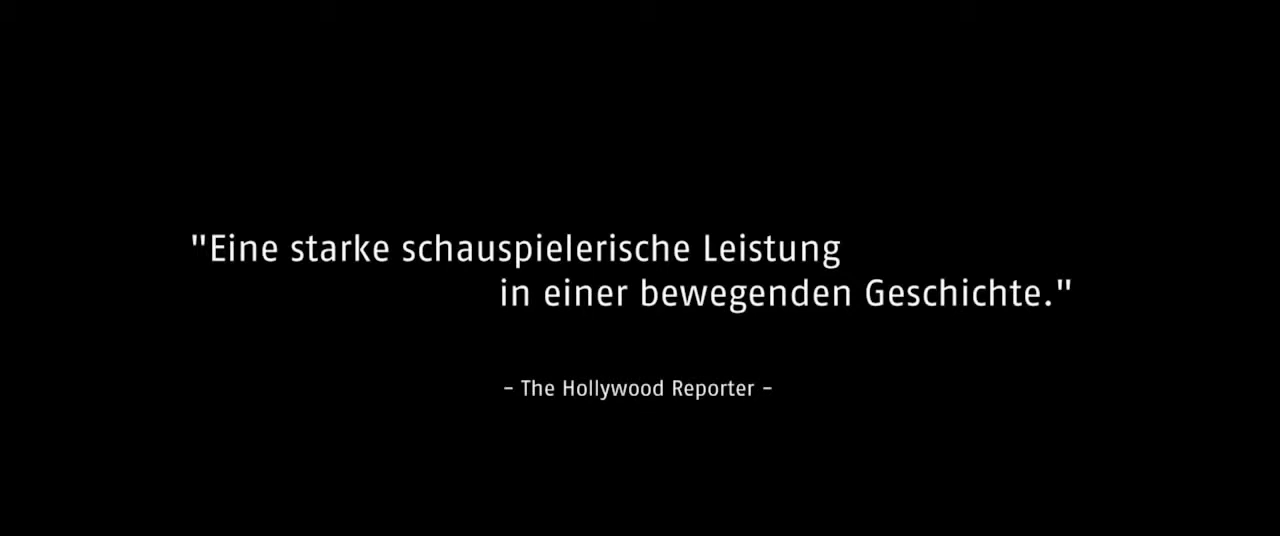 "Eine starke schauspielerische Leistung
in einer bewegenden Geschichte."
– The Hollywood Reporter –